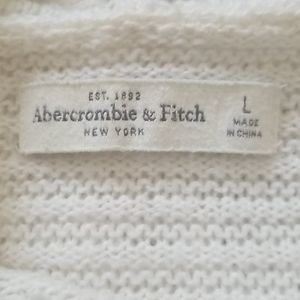 EST. 1892
Abercrombie & Fitch
NEW YORK
L
MADE
IN CHINA